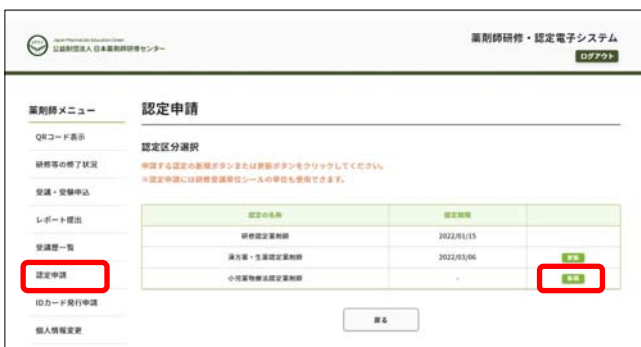 Japan Pharmacists Education Center
公益財団法人 日本薬剤師研修センター
薬剤師研修・認定電子システム
ログアウト
薬剤師メニュー
QRコード表示
研修等の修了状況
受講・受験申込
レポート提出
受講歴一覧
認定申請
IDカード発行申請
個人情報変更
認定申請
認定区分選択
申請する認定の新規ボタンまたは更新ボタンをクリックしてください。
※認定申請には研修受講単位シールの単位も使用できます。
認定の名称 認定期限
研修認定薬剤師 2022/01/15
漢方薬・生薬認定薬剤師 2022/03/06 更新
小児薬物療法認定薬剤師 - 新規
戻る